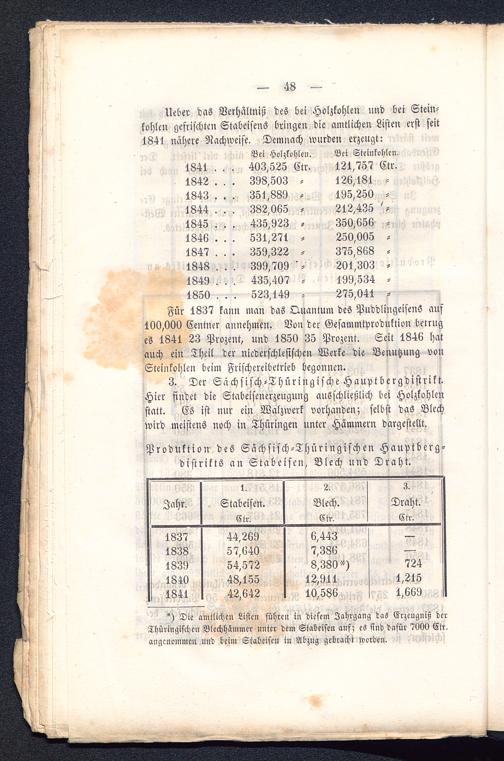 — 48 —
Ueber das Verhältniß des bei Holzkohlen und bei Stein-
kohlen gefrischten Stabeisens bringen die amtlichen Listen erst seit
1841 nähere Nachweise. Demnach wurden erzeugt:
Bei Holzkohlen. Bei Steinkohlen.
1841 . . . 403,525 Ctr. 121,757 Ctr.
1842 . . . 398,503 „ 126,181 „
1843 . . . 351,889 „ 195,250 „
1844 . . . 382,065 „ 212,435 „
1845 . . . 435,923 „ 350,656 „
1846 . . . 531,271 „ 250,005 „
1847 . . . 359,322 „ 375,868 „
1848 . . . 399,709 „ 201,303 „
1849 . . . 435,407 „ 199,534 „
1850 . . . 523,149 „ 275,041 „
Für 1837 kann man das Quantum des Puddlingeisens auf
100,000 Centner annehmen. Von der Gesammtproduktion betrug
es 1841 23 Prozent, und 1850 35 Prozent. Seit 1846 hat
auch ein Theil der niederschlesischen Werke die Benutzung von
Steinkohlen beim Frischereibetrieb begonnen.
3. Der Sächsisch-Thüringische Hauptbergdistrikt.
Hier findet die Stabeisenerzeugung ausschließlich bei Holzkohlen
statt. Es ist nur ein Walzwerk vorhanden; selbst das Blech
wird meistens noch in Thüringen unter Hämmern dargestellt.
Produktion des Sächsisch-Thüringischen Hauptberg-
distrikts an Stabeisen, Blech und Draht.
1. 2. 3.
Jahr. Stabeisen. Blech. Draht.
Ctr. Ctr. Ctr.
1837 44,269 6,443 —
1838 57,640 7,386 —
1839 54,572 8,380*) 724
1840 48,155 12,911 1,215
1841 42,642 10,586 1,669
*) Die amtlichen Listen führen in diesem Jahrgang das Erzeugniß der
Thüringischen Blechhämmer unter dem Stabeisen auf; es sind dafür 7000 Ctr.
angenommen und beim Stabeisen in Abzug gebracht worden.